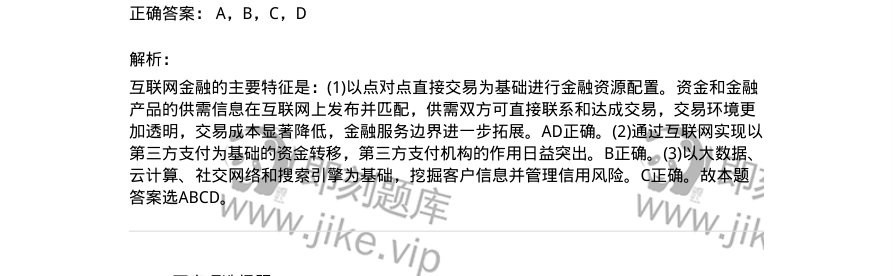 正确答案： A，B，C，D
解析：
互联网金融的主要特征是：(1)以点对点直接交易为基础进行金融资源配置。资金和金融
产品的供需信息在互联网上发布并匹配，供需双方可直接联系和达成交易，交易环境更
加透明，交易成本显著降低，金融服务边界进一步拓展。AD正确。(2)通过互联网实现以
第三方支付为基础的资金转移，第三方支付机构的作用日益突出。B正确。(3)以大数据、
云计算、社交网络和搜索引擎为基础，挖掘客户信息并管理信用风险。C正确。故本题
答案选ABCD。
即刻题库
www.jike.vip
即刻
www.ji